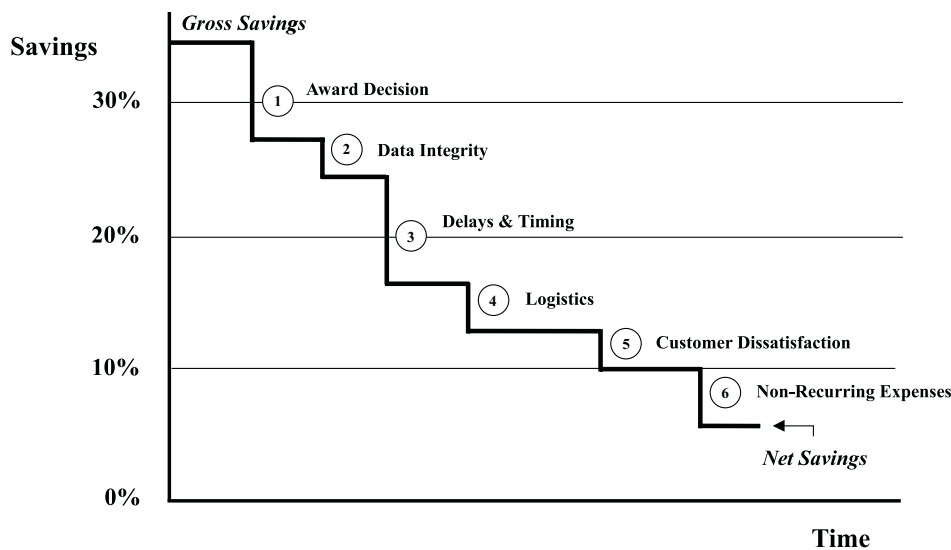 Gross Savings
Savings
30%
1 Award Decision
2 Data Integrity
20%
3 Delays & Timing
4 Logistics
5 Customer Dissatisfaction
10%
6 Non-Recurring Expenses
Net Savings
0%
Time